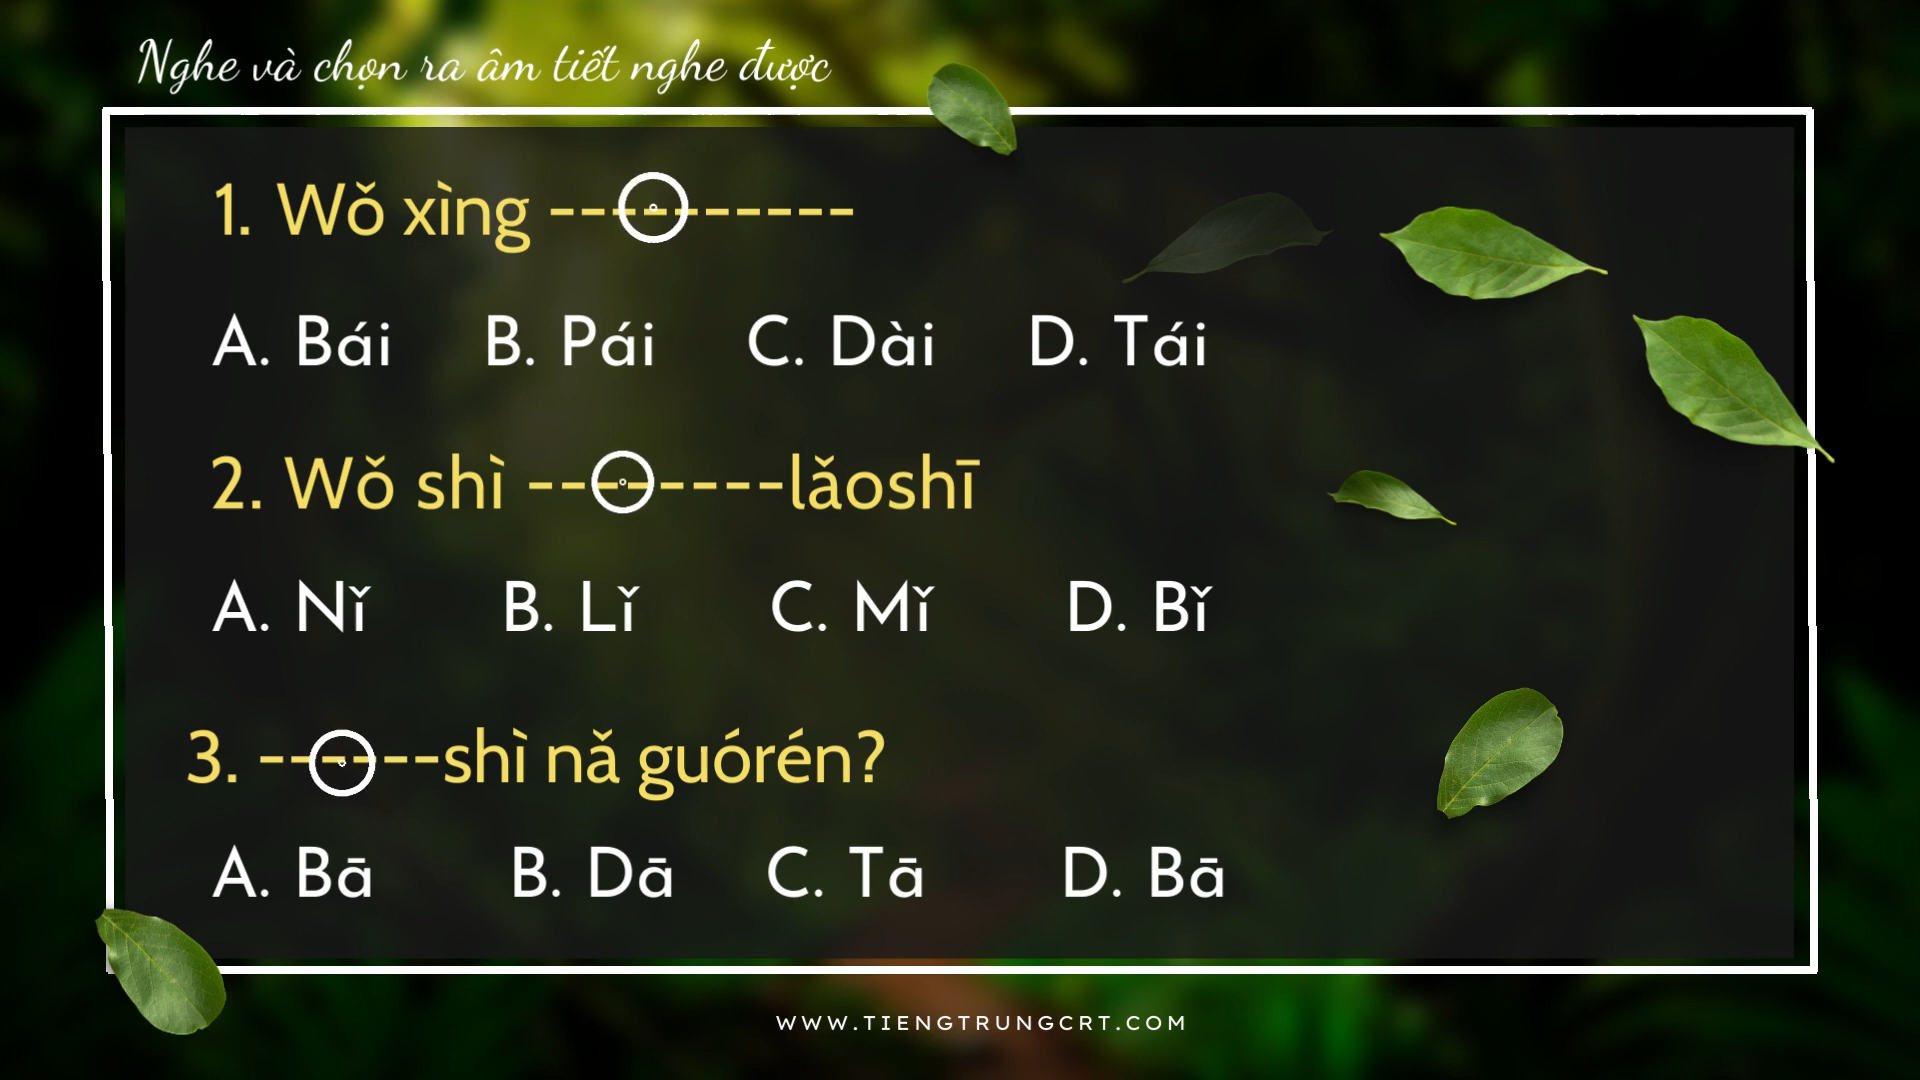 Nghe và chọn ra âm tiết nghe được
1. Wǒ xìng ----------
A. Bái B. Pái C. Dài D. Tái
2. Wǒ shì --------lǎoshī
A. Nǐ B. Lǐ C. Mǐ D. Bǐ
3. ------shì nǎ guórén?
A. Bā B. Dā C. Tā D. Bā
WWW.TIENGTRUNGCRT.COM